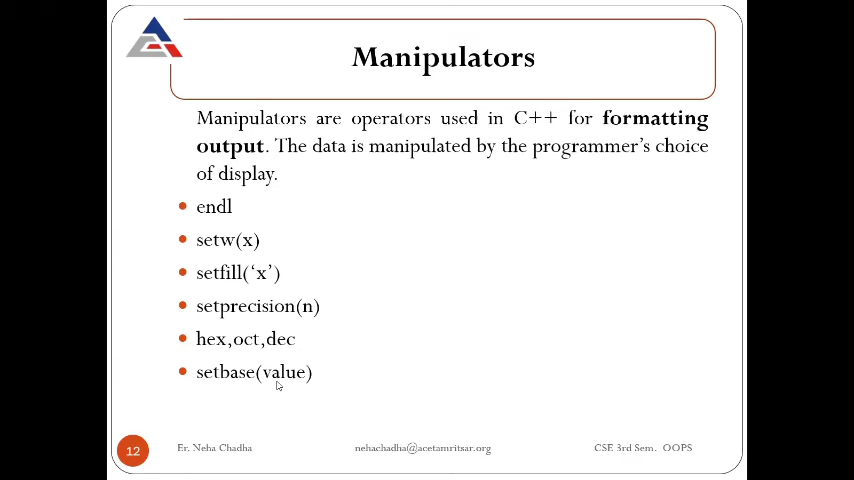 Manipulators
Manipulators are operators used in C++ for formatting
output. The data is manipulated by the programmer’s choice
of display.
endl
setw(x)
setfill(‘x’)
setprecision(n)
hex,oct,dec
setbase(value)
12
Er. Neha Chadha
nehachadha@acetamritsar.org
CSE 3rd Sem. OOPS